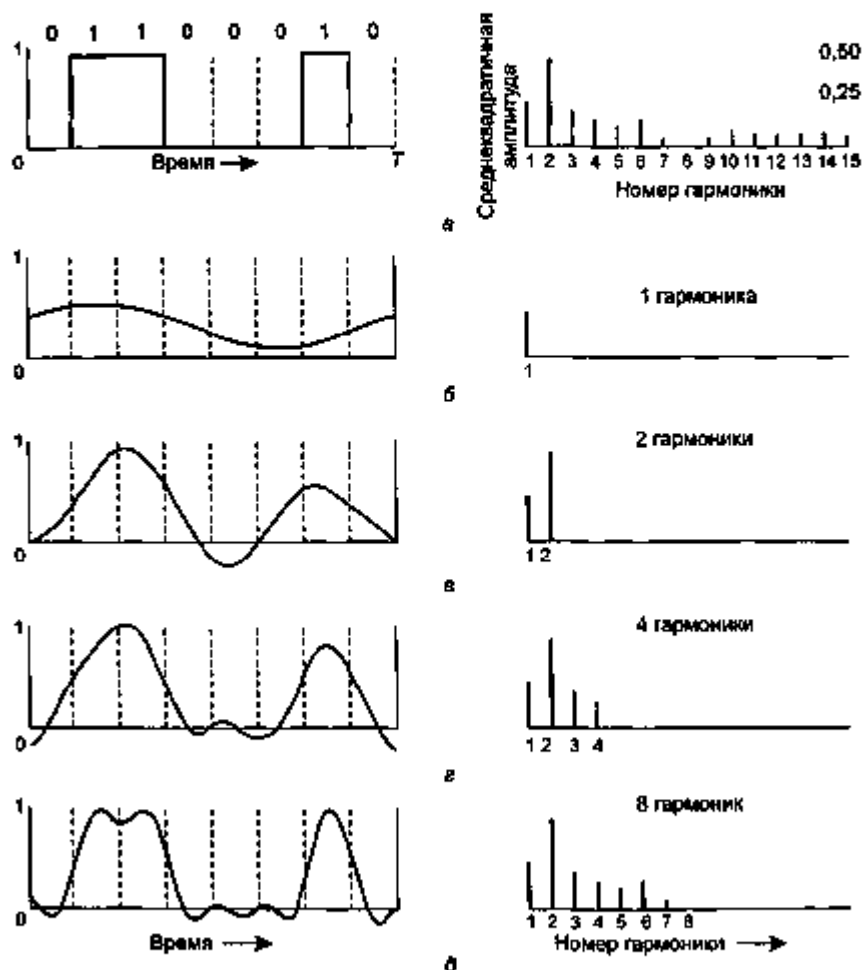 0 1 1 0 0 0 1 0
1
0
Время
T
Среднеквадратичная амплитуда
0,50
0,25
1 2 3 4 5 6 7 8 9 10 11 12 13 14 15
Номер гармоники
а
1
0
1 гармоника
1
б
1
0
2 гармоники
1 2
в
1
0
4 гармоники
1 2 3 4
г
1
0
Время
8 гармоник
1 2 3 4 5 6 7 8
Номер гармоники
д